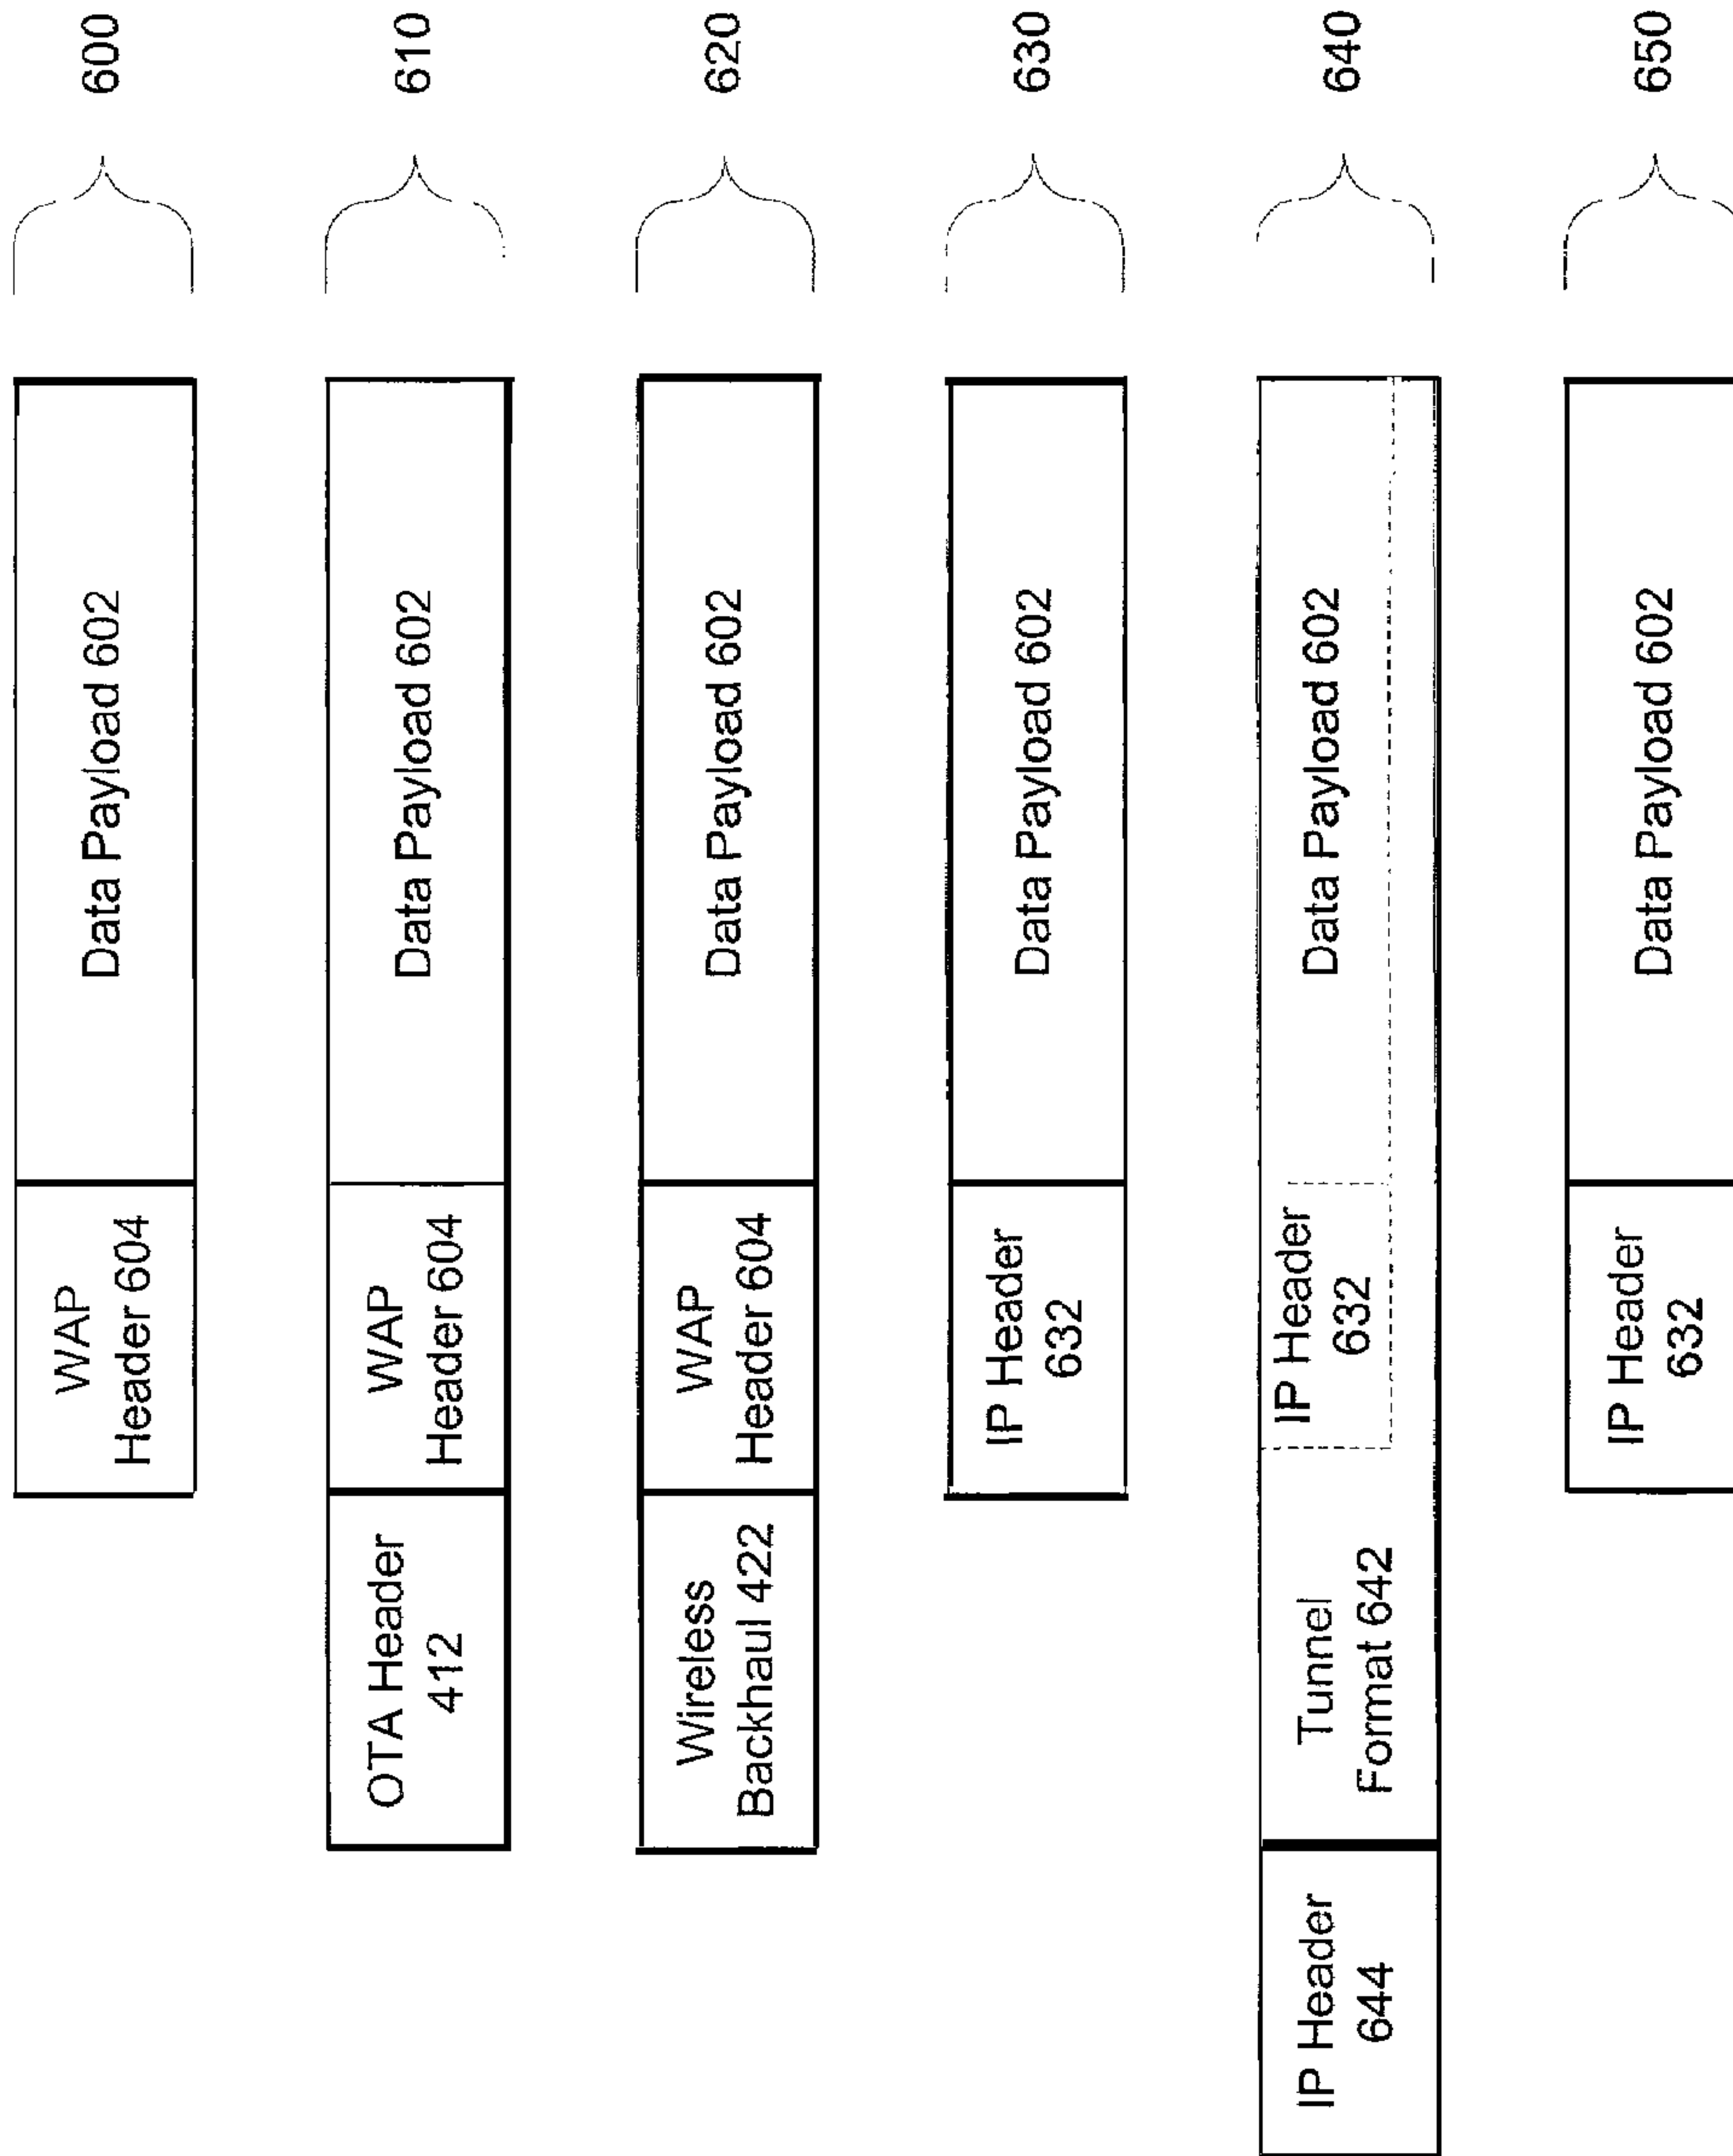 WAP
Header 604
Data Payload 602
600
OTA Header
412
WAP
Header 604
Data Payload 602
610
Wireless
Backhaul 422
WAP
Header 604
Data Payload 602
620
IP Header
632
Data Payload 602
630
IP Header
644
Tunnel
Format 642
IP Header
632
Data Payload 602
640
IP Header
632
Data Payload 602
650